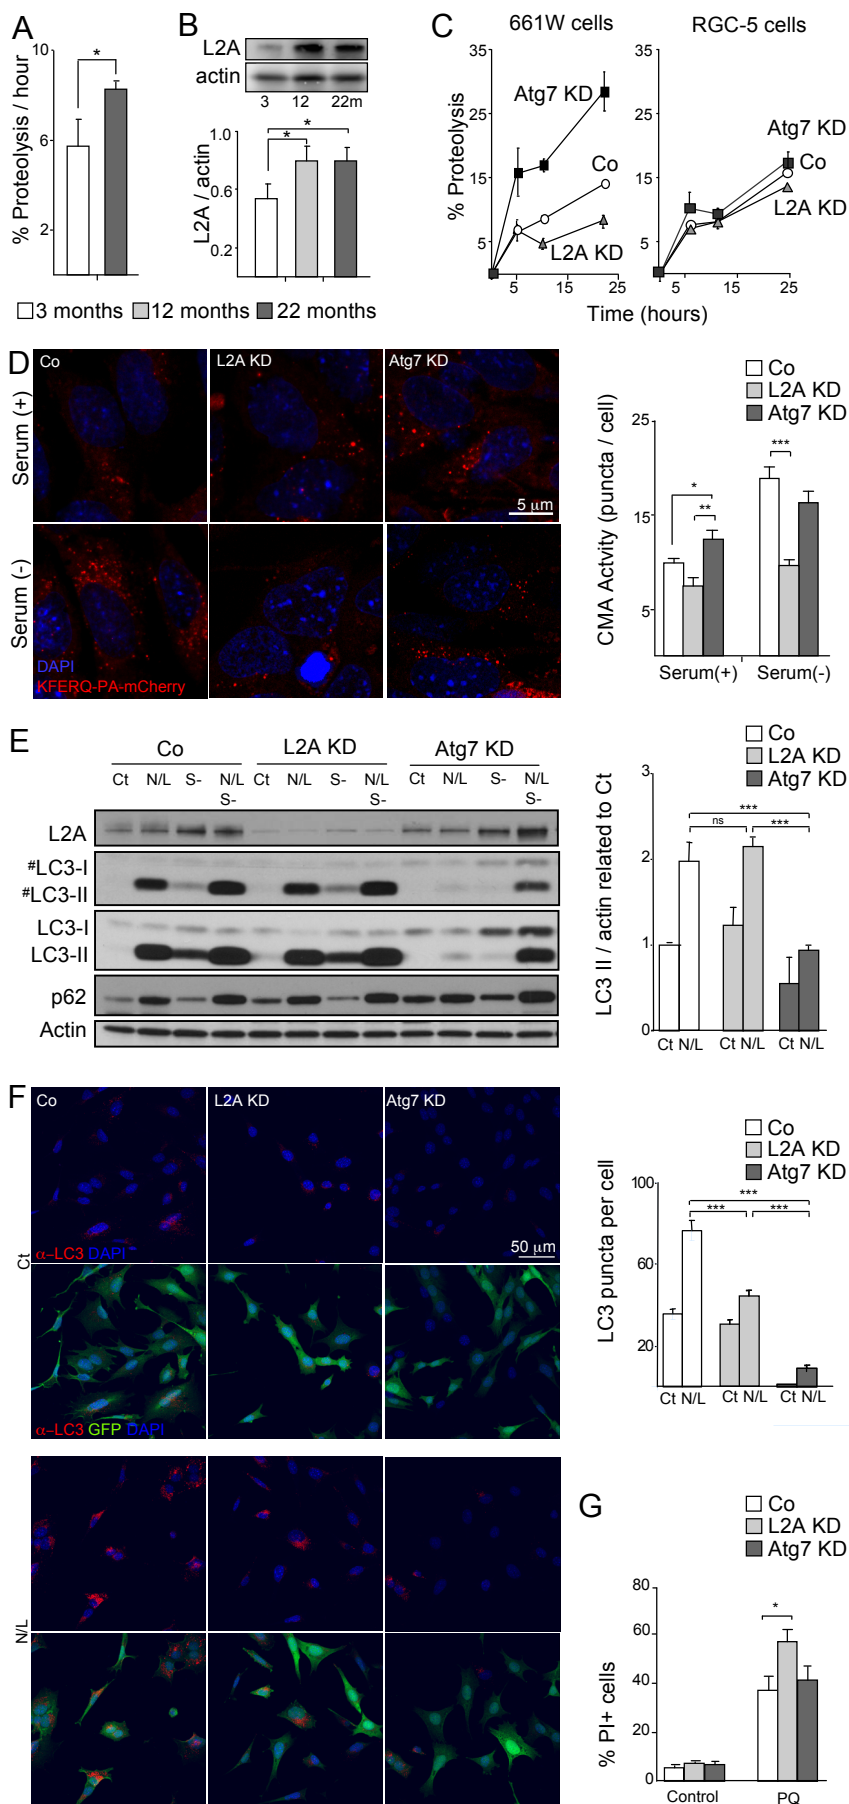 A
% Proteolysis / hour
10
6
2
*
B
L2A
actin
3 12 22m
L2A / actin
1.0
0.6
0.2
*
*
3 months 12 months 22 months
C
661W cells
RGC-5 cells
% Proteolysis
35
25
15
5
Atg7 KD
Co
L2A KD
5 15 25
35
25
15
5
Atg7 KD
Co
L2A KD
5 15 25
Time (hours)
D
Co
L2A KD
Atg7 KD
Serum (+)
5 μm
Serum (-)
DAPI
KFERQ-PA-mCherry
Co
L2A KD
Atg7 KD
CMA Actvity (puncta / cell)
25
15
5
*
**
***
Serum(+) Serum(-)
E
Co L2A KD Atg7 KD
Ct N/L S- N/L S- Ct N/L S- N/L S- Ct N/L S- N/L S-
L2A
#LC3-I
#LC3-II
LC3-I
LC3-II
p62
Actin
Co
L2A KD
Atg7 KD
LC3 II / actin related to Ct
3
2
1
0
***
ns ***
Ct N/L Ct N/L Ct N/L
F
Co
L2A KD
Atg7 KD
Ct
α-LC3 DAPI
50 μm
α-LC3 GFP DAPI
N/L
Co
L2A KD
Atg7 KD
LC3 puncta per cell
100
60
20
***
*** ***
Ct N/L Ct N/L Ct N/L
G
Co
L2A KD
Atg7 KD
% PI+ cells
80
60
40
20
0
*
Control PQ